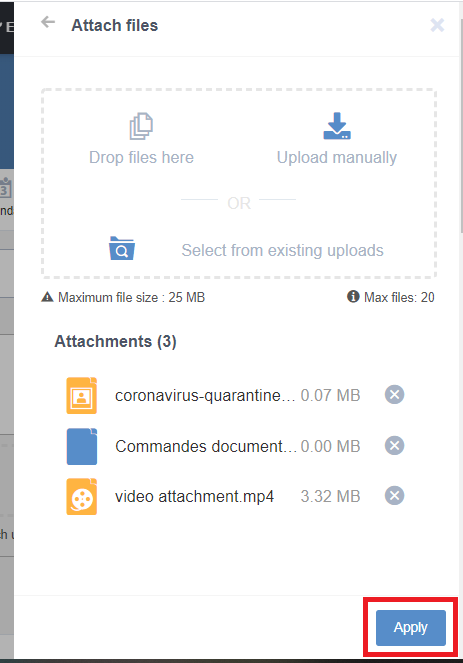 Attach files
Drop files here
Upload manually
OR
Select from existing uploads
Maximum file size : 25 MB
Max files: 20
Attachments (3)
coronavirus-quarantine... 0.07 MB
Commandes document... 0.00 MB
video attachment.mp4 3.32 MB
Apply